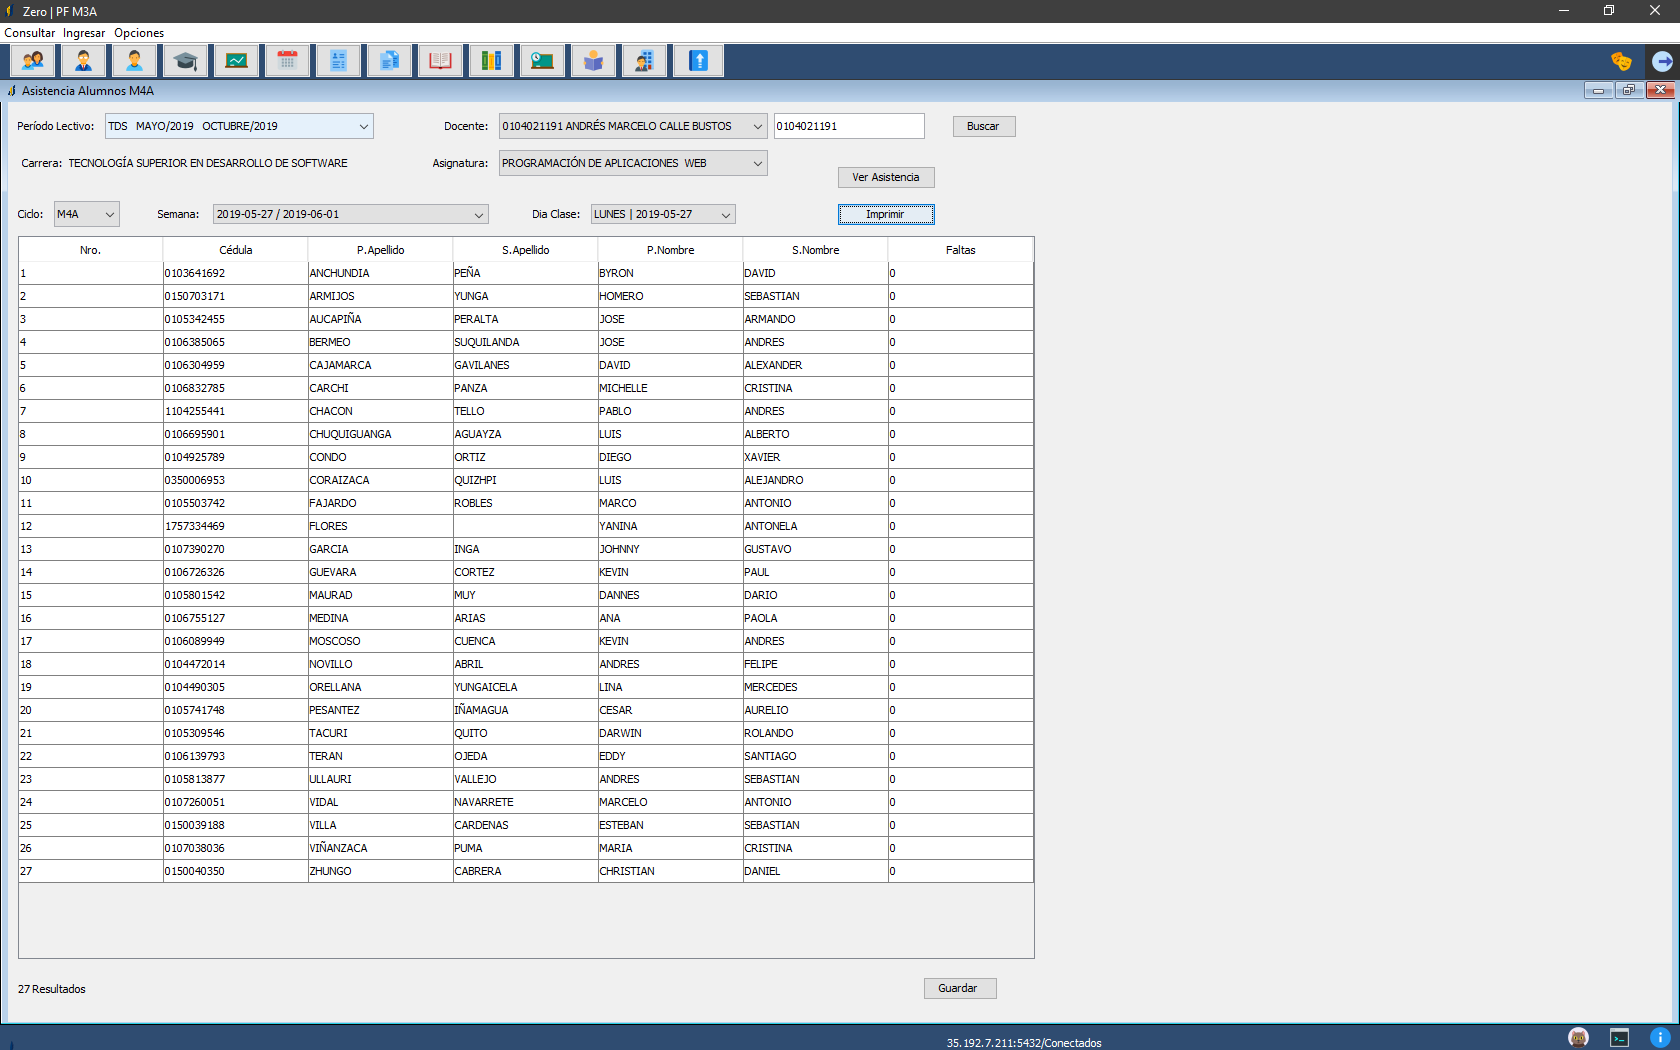 Zero | PF M3A
Consultar Ingresar Opciones
Asistencia Alumnos M4A
Período Lectivo: TDS MAYO/2019 OCTUBRE/2019 Docente: 0104021191 ANDRÉS MARCELO CALLE BUSTOS 0104021191 Buscar
Carrera: TECNOLOGÍA SUPERIOR EN DESARROLLO DE SOFTWARE Asignatura: PROGRAMACIÓN DE APLICACIONES WEB
Ver Asistencia
Ciclo: M4A Semana: 2019-05-27 / 2019-06-01 Dia Clase: LUNES | 2019-05-27 Imprimir
Nro. Cédula P.Apellido S.Apellido P.Nombre S.Nombre Faltas
1 0103641692 ANCHUNDIA PEÑA BYRON DAVID 0
2 0150703171 ARMIJOS YUNGA HOMERO SEBASTIAN 0
3 0105342455 AUCAPIÑA PERALTA JOSE ARMANDO 0
4 0106385065 BERMEO SUQUILANDA JOSE ANDRES 0
5 0106304959 CAJAMARCA GAVILANES DAVID ALEXANDER 0
6 0106832785 CARCHI PANZA MICHELLE CRISTINA 0
7 1104255441 CHACON TELLO PABLO ANDRES 0
8 0106695901 CHUQUIGUANGA AGUAYZA LUIS ALBERTO 0
9 0104925789 CONDO ORTIZ DIEGO XAVIER 0
10 0350006953 CORAIZACA QUIZHPI LUIS ALEJANDRO 0
11 0105503742 FAJARDO ROBLES MARCO ANTONIO 0
12 1757334469 FLORES YANINA ANTONELA 0
13 0107390270 GARCIA INGA JOHNNY GUSTAVO 0
14 0106726326 GUEVARA CORTEZ KEVIN PAUL 0
15 0105801542 MAURAD MUY DANNES DARIO 0
16 0106755127 MEDINA ARIAS ANA PAOLA 0
17 0106089949 MOSCOSO CUENCA KEVIN ANDRES 0
18 0104472014 NOVILLO ABRIL ANDRES FELIPE 0
19 0104490305 ORELLANA YUNGAICELA LINA MERCEDES 0
20 0105741748 PESANTEZ IÑAMAGUA CESAR AURELIO 0
21 0105309546 TACURI QUITO DARWIN ROLANDO 0
22 0106139793 TERAN OJEDA EDDY SANTIAGO 0
23 0105813877 ULLAURI VALLEJO ANDRES SEBASTIAN 0
24 0107260051 VIDAL NAVARRETE MARCELO ANTONIO 0
25 0150039188 VILLA CARDENAS ESTEBAN SEBASTIAN 0
26 0107038036 VIÑANZACA PUMA MARIA CRISTINA 0
27 0150040350 ZHUNGO CABRERA CHRISTIAN DANIEL 0
27 Resultados Guardar
35.192.7.211:5432/Conectados